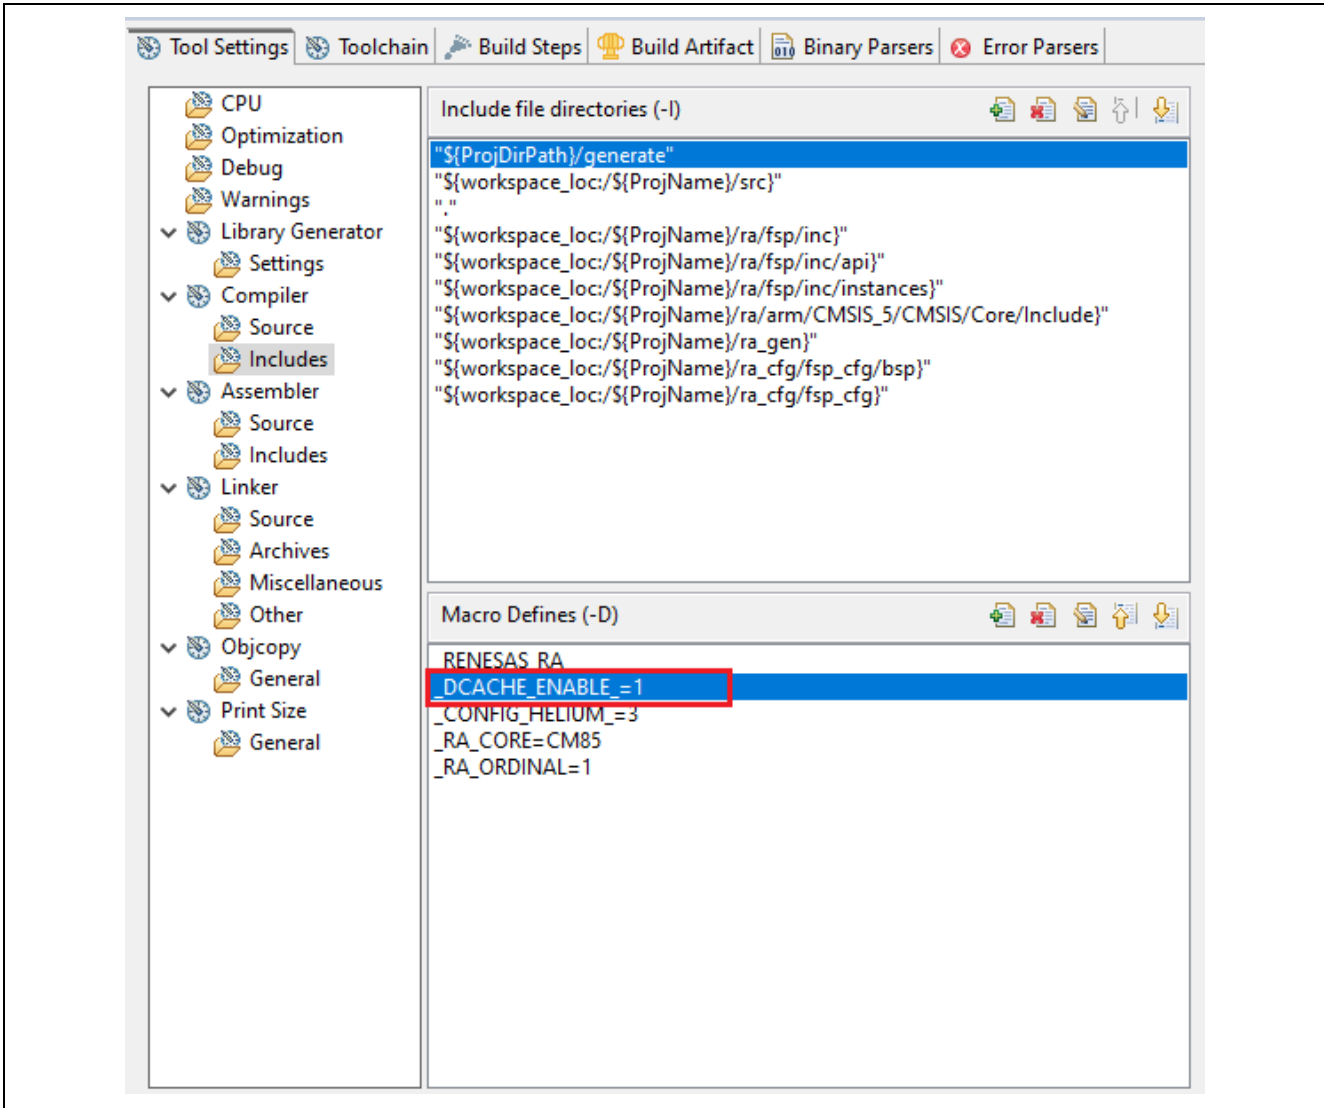 Tool Settings Toolchain Build Steps Build Artifact Binary Parsers Error Parsers
CPU
Optimization
Debug
Warnings
Library Generator
Settings
Compiler
Source
Includes
Assembler
Source
Includes
Linker
Source
Archives
Miscellaneous
Other
Objcopy
General
Print Size
General
Include file directories (-I)
"${ProjDirPath}/generate"
"${workspace_loc:/${ProjName}/src}"
"."
"${workspace_loc:/${ProjName}/ra/fsp/inc}"
"${workspace_loc:/${ProjName}/ra/fsp/inc/api}"
"${workspace_loc:/${ProjName}/ra/fsp/inc/instances}"
"${workspace_loc:/${ProjName}/ra/arm/CMSIS_5/CMSIS/Core/Include}"
"${workspace_loc:/${ProjName}/ra_gen}"
"${workspace_loc:/${ProjName}/ra_cfg/fsp_cfg/bsp}"
"${workspace_loc:/${ProjName}/ra_cfg/fsp_cfg}"
Macro Defines (-D)
_RENESAS_RA_
_DCACHE_ENABLE_=1
_CONFIG_HELIUM_=3
_RA_CORE=CM85
_RA_ORDINAL=1